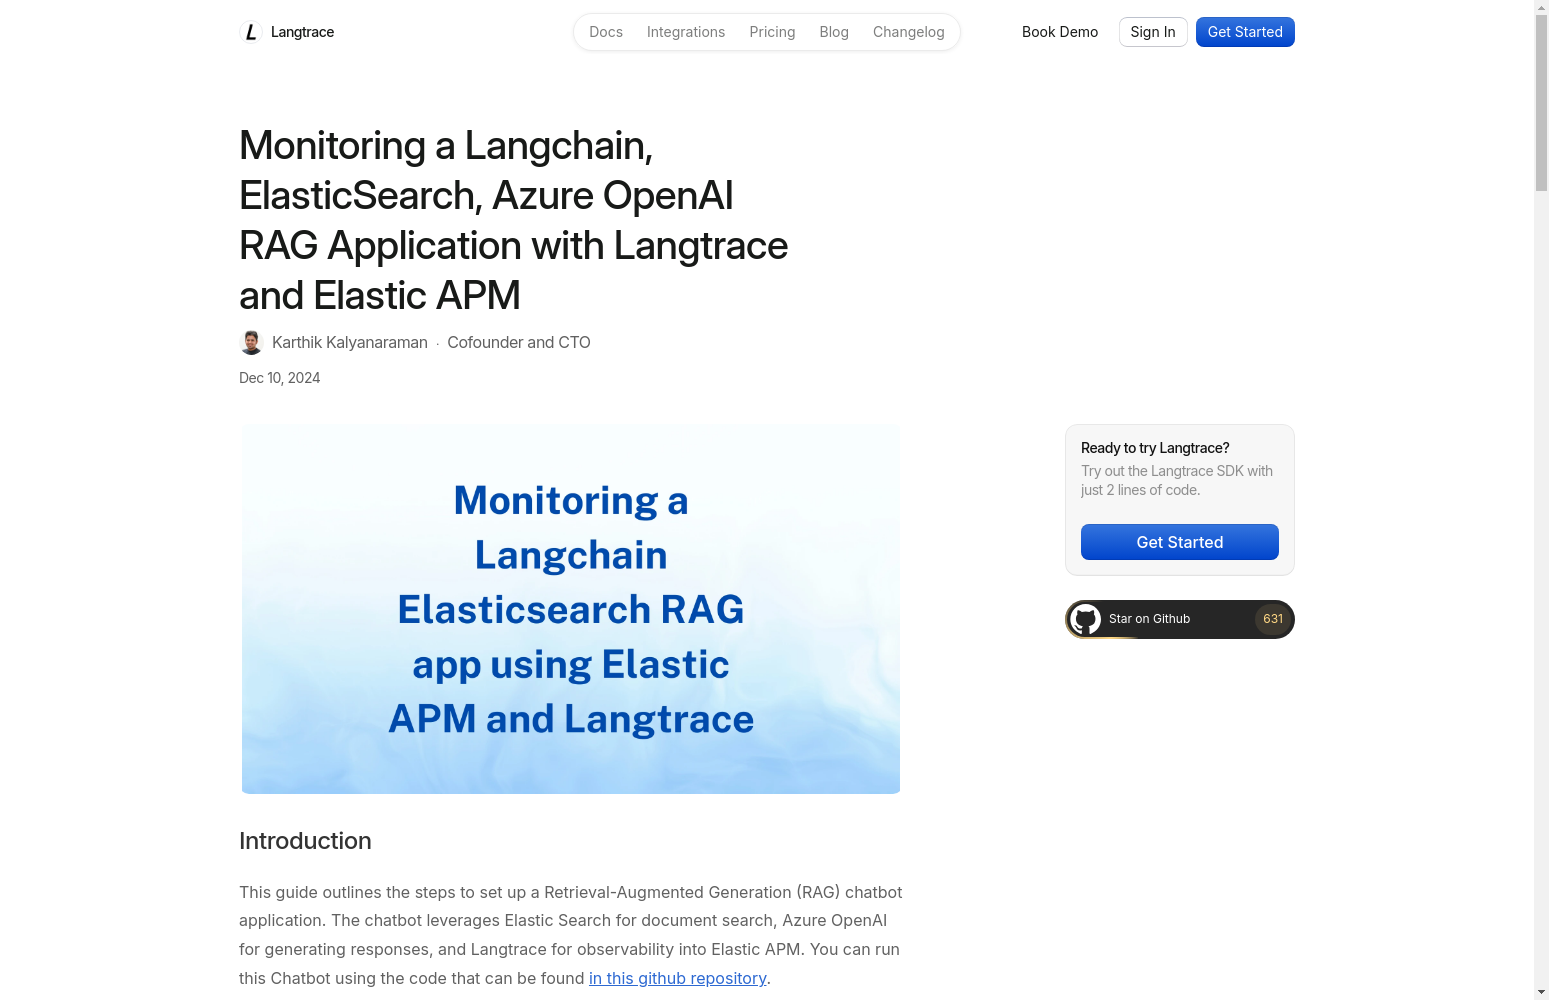 Langtrace
Docs
Integrations
Pricing
Blog
Changelog
Book Demo
Sign In
Get Started
Monitoring a Langchain,
ElasticSearch, Azure OpenAI
RAG Application with Langtrace
and Elastic APM
Karthik Kalyanaraman · Cofounder and CTO
Dec 10, 2024
Monitoring a
Langchain
Elasticsearch RAG
app using Elastic
APM and Langtrace
Ready to try Langtrace?
Try out the Langtrace SDK with
just 2 lines of code.
Get Started
Star on Github
631
Introduction
This guide outlines the steps to set up a Retrieval-Augmented Generation (RAG) chatbot
application. The chatbot leverages Elastic Search for document search, Azure OpenAI
for generating responses, and Langtrace for observability into Elastic APM. You can run
this Chatbot using the code that can be found in this github repository.